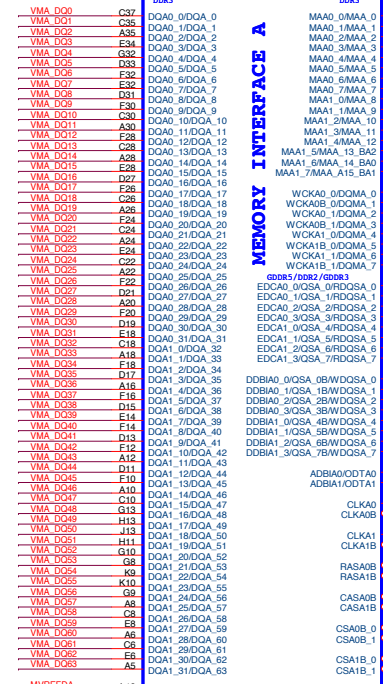 VMA_DQ0 C37 DQA0_0/DQA_0 MAA0_0/MAA_0
VMA_DQ1 C35 DQA0_1/DQA_1 MAA0_1/MAA_1
VMA_DQ2 A35 DQA0_2/DQA_2 MAA0_2/MAA_2
VMA_DQ3 E34 DQA0_3/DQA_3 MAA0_3/MAA_3
VMA_DQ4 G32 DQA0_4/DQA_4 MAA0_4/MAA_4
VMA_DQ5 D33 DQA0_5/DQA_5 MAA0_5/MAA_5
VMA_DQ6 F32 DQA0_6/DQA_6 MAA0_6/MAA_6
VMA_DQ7 E32 DQA0_7/DQA_7 MAA0_7/MAA_7
VMA_DQ8 D31 DQA0_8/DQA_8 MAA1_0/MAA_8
VMA_DQ9 F30 DQA0_9/DQA_9 MAA1_1/MAA_9
VMA_DQ10 C30 DQA0_10/DQA_10 MAA1_2/MAA_10
VMA_DQ11 A30 DQA0_11/DQA_11 MAA1_3/MAA_11
VMA_DQ12 F28 DQA0_12/DQA_12 MAA1_4/MAA_12
VMA_DQ13 C28 DQA0_13/DQA_13 MAA1_5/MAA_13_BA2
VMA_DQ14 A28 DQA0_14/DQA_14 MAA1_6/MAA_14_BA0
VMA_DQ15 E28 DQA0_15/DQA_15 MAA1_7/MAA_A15_BA1
VMA_DQ16 D27 DQA0_16/DQA_16
VMA_DQ17 F26 DQA0_17/DQA_17 WCKA0_0/DQMA_0
VMA_DQ18 C26 DQA0_18/DQA_18 WCKA0B_0/DQMA_1
VMA_DQ19 A26 DQA0_19/DQA_19 WCKA0_1/DQMA_2
VMA_DQ20 F24 DQA0_20/DQA_20 WCKA0B_1/DQMA_3
VMA_DQ21 C24 DQA0_21/DQA_21 WCKA1_0/DQMA_4
VMA_DQ22 A24 DQA0_22/DQA_22 WCKA1B_0/DQMA_5
VMA_DQ23 E24 DQA0_23/DQA_23 WCKA1_1/DQMA_6
VMA_DQ24 C22 DQA0_24/DQA_24 WCKA1B_1/DQMA_7
VMA_DQ25 A22 DQA0_25/DQA_25 GDDR5/DDR2/GDDR3
VMA_DQ26 F22 DQA0_26/DQA_26 EDCA0_0/QSA_0/RDQSA_0
VMA_DQ27 D21 DQA0_27/DQA_27 EDCA0_1/QSA_1/RDQSA_1
VMA_DQ28 A20 DQA0_28/DQA_28 EDCA0_2/QSA_2/RDQSA_2
VMA_DQ29 F20 DQA0_29/DQA_29 EDCA0_3/QSA_3/RDQSA_3
VMA_DQ30 D19 DQA0_30/DQA_30 EDCA1_0/QSA_4/RDQSA_4
VMA_DQ31 E18 DQA0_31/DQA_31 EDCA1_1/QSA_5/RDQSA_5
VMA_DQ32 C18 DQA1_0/DQA_32 EDCA1_2/QSA_6/RDQSA_6
VMA_DQ33 A18 DQA1_1/DQA_33 EDCA1_3/QSA_7/RDQSA_7
VMA_DQ34 F18 DQA1_2/DQA_34
VMA_DQ35 D17 DQA1_3/DQA_35 DDBIA0_0/QSA_0B/WDQSA_0
VMA_DQ36 A16 DQA1_4/DQA_36 DDBIA0_1/QSA_1B/WDQSA_1
VMA_DQ37 F16 DQA1_5/DQA_37 DDBIA0_2/QSA_2B/WDQSA_2
VMA_DQ38 D15 DQA1_6/DQA_38 DDBIA0_3/QSA_3B/WDQSA_3
VMA_DQ39 E14 DQA1_7/DQA_39 DDBIA1_0/QSA_4B/WDQSA_4
VMA_DQ40 F14 DQA1_8/DQA_40 DDBIA1_1/QSA_5B/WDQSA_5
VMA_DQ41 D13 DQA1_9/DQA_41 DDBIA1_2/QSA_6B/WDQSA_6
VMA_DQ42 F12 DQA1_10/DQA_42 DDBIA1_3/QSA_7B/WDQSA_7
VMA_DQ43 A12 DQA1_11/DQA_43
VMA_DQ44 D11 DQA1_12/DQA_44 ADBIA0/ODTA0
VMA_DQ45 F10 DQA1_13/DQA_45 ADBIA1/ODTA1
VMA_DQ46 A10 DQA1_14/DQA_46
VMA_DQ47 C10 DQA1_15/DQA_47 CLKA0
VMA_DQ48 G13 DQA1_16/DQA_48 CLKA0B
VMA_DQ49 H13 DQA1_17/DQA_49
VMA_DQ50 J13 DQA1_18/DQA_50 CLKA1
VMA_DQ51 H11 DQA1_19/DQA_51 CLKA1B
VMA_DQ52 G10 DQA1_20/DQA_52
VMA_DQ53 G8 DQA1_21/DQA_53 RASA0B
VMA_DQ54 K9 DQA1_22/DQA_54 RASA1B
VMA_DQ55 K10 DQA1_23/DQA_55
VMA_DQ56 G9 DQA1_24/DQA_56 CASA0B
VMA_DQ57 A8 DQA1_25/DQA_57 CASA1B
VMA_DQ58 C8 DQA1_26/DQA_58
VMA_DQ59 E8 DQA1_27/DQA_59 CSA0B_0
VMA_DQ60 A6 DQA1_28/DQA_60 CSA0B_1
VMA_DQ61 C6 DQA1_29/DQA_61
VMA_DQ62 E6 DQA1_30/DQA_62 CSA1B_0
VMA_DQ63 A5 DQA1_31/DQA_63 CSA1B_1
MEMORY INTERFACE A